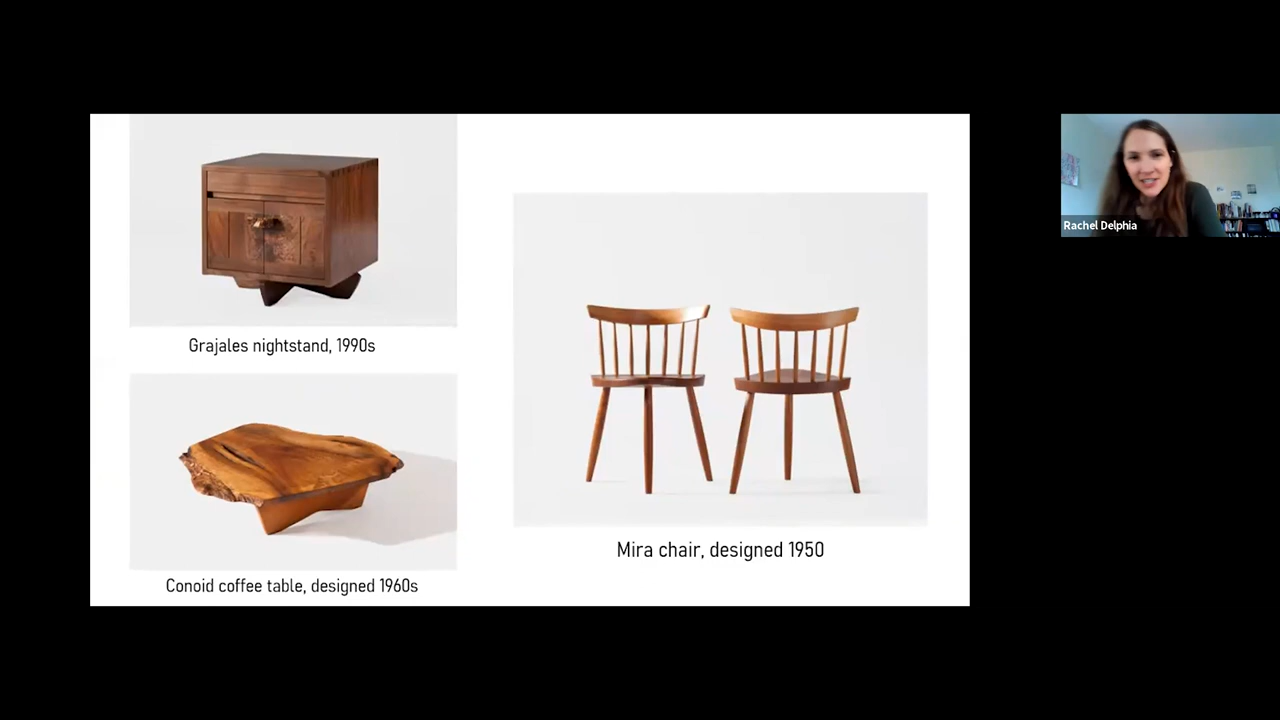 Grajales nightstand, 1990s
Conoid coffee table, designed 1960s
Mira chair, designed 1950
Rachel Delphia